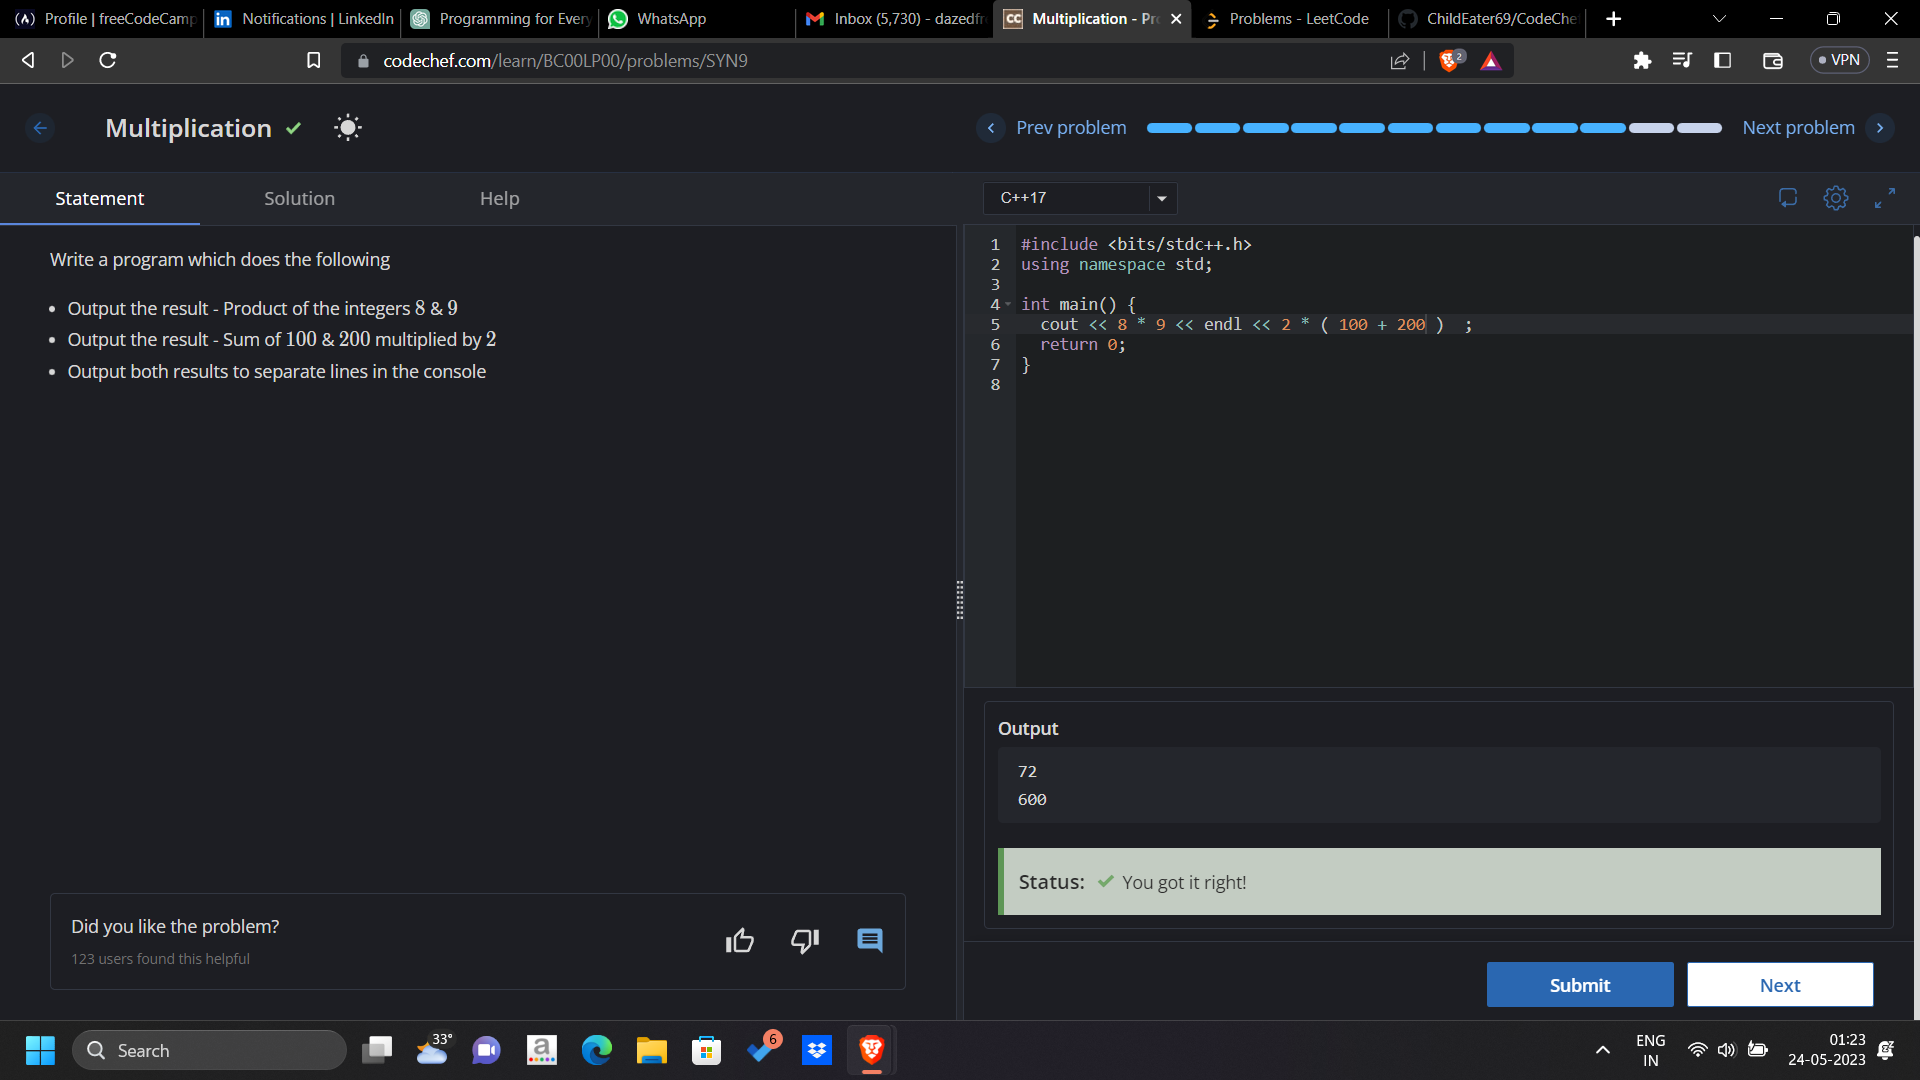 Profile | freeCodeCamp
Notifications | LinkedIn
Programming for Every
WhatsApp
Inbox (5,730) - dazedfr
CC Multiplication - Pr
Problems - LeetCode
ChildEater69/CodeChe
codechef.com/learn/BC00LP00/problems/SYN9
2
VPN
Multiplication
Prev problem
Next problem
Statement
Solution
Help
C++17
Write a program which does the following
• Output the result - Product of the integers 8 & 9
• Output the result - Sum of 100 & 200 multiplied by 2
• Output both results to separate lines in the console
1 #include <bits/stdc++.h>
2 using namespace std;
3
4 int main() {
5 cout << 8 * 9 << endl << 2 * ( 100 + 200 )  ;
6 return 0;
7 }
8
Output
72
600
Status: You got it right!
Did you like the problem?
123 users found this helpful
Submit
Next
Search
33°
a
6
ENG
IN
01:23
24-05-2023